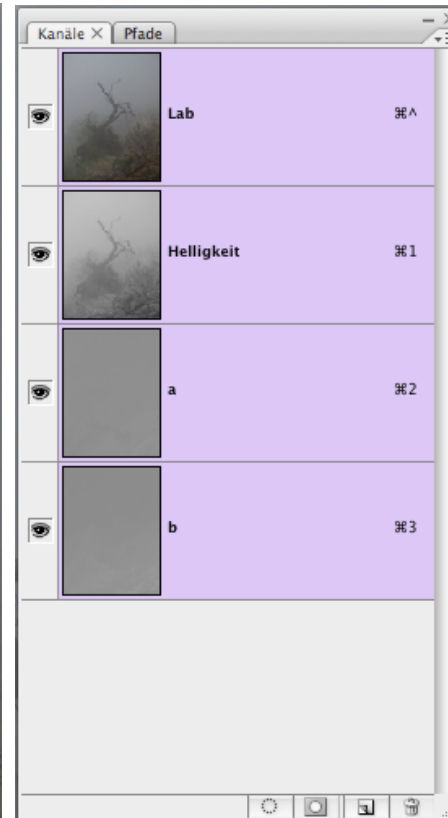 Kanäle × Pfade
Lab ⌘^
Helligkeit ⌘1
a ⌘2
b ⌘3